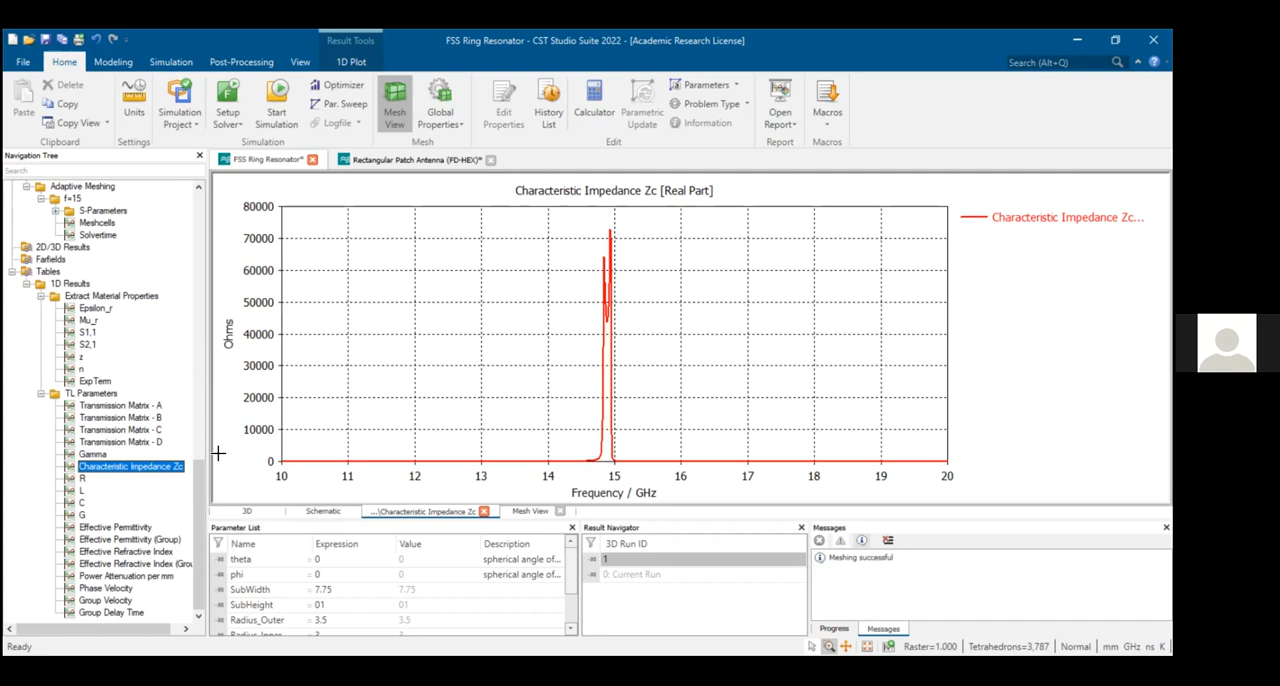 Result Tools
FSS Ring Resonator - CST Studio Suite 2022 - [Academic Research License]
File Home Modeling Simulation Post-Processing View 1D Plot
Search (Alt+Q)
Paste
Delete
Copy
Copy View
Clipboard
Units
Settings
Simulation Project
Setup Solver
Start Simulation
Optimizer
Par. Sweep
Logfile
Simulation
Mesh View
Global Properties
Mesh
Edit Properties
History List
Calculator
Parametric Update
Parameters
Problem Type
Information
Edit
Open Report
Report
Macros
Macros
Navigation Tree
Search
Adaptive Meshing
f=15
S-Parameters
Meshcells
Solvertime
2D/3D Results
Farfields
Tables
1D Results
Extract Material Properties
Epsilon_r
Mu_r
S1,1
S2,1
z
n
ExpTerm
TL Parameters
Transmission Matrix - A
Transmission Matrix - B
Transmission Matrix - C
Transmission Matrix - D
Gamma
Characteristic Impedance Zc
R
L
C
G
Effective Permittivity
Effective Permittivity (Group)
Effective Refractive Index
Effective Refractive Index (Grou
Power Attenuation per mm
Phase Velocity
Group Velocity
Group Delay Time
FSS Ring Resonator*
Rectangular Patch Antenna (FD-HEX)*
Characteristic Impedance Zc [Real Part]
80000
70000
60000
50000
40000
30000
20000
10000
0
Ohms
10 11 12 13 14 15 16 17 18 19 20
Frequency / GHz
Characteristic Impedance Zc...
3D Schematic ...\Characteristic Impedance Zc Mesh View
Parameter List
Name Expression Value Description
theta = 0 0 spherical angle of...
phi = 0 0 spherical angle of...
SubWidth = 7.75 7.75
SubHeight = 01 01
Radius_Outer = 3.5 3.5
Result Navigator
3D Run ID
1
0: Current Run
Messages
Meshing successful
Progress Messages
Ready
Raster=1.000 Tetrahedrons=3,787 Normal mm GHz ns K